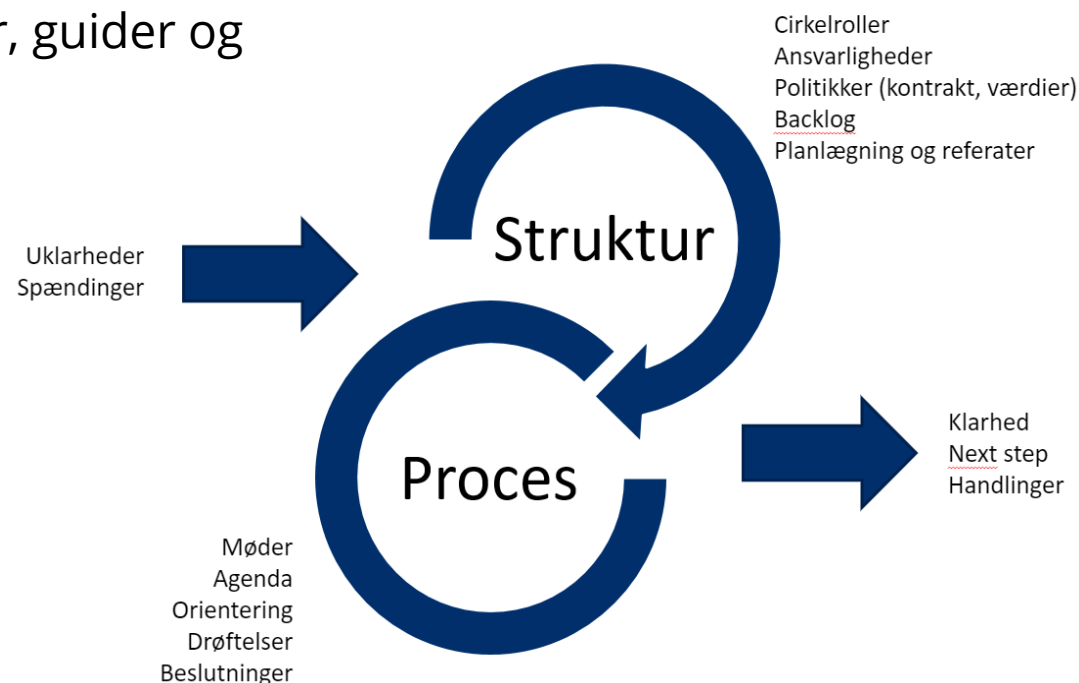 r, guider og
Cirkelroller
Ansvarligheder
Politikker (kontrakt, værdier)
Backlog
Planlægning og referater
Struktur
Uklarheder
Spændinger
Proces
Klarhed
Next step
Handlinger
Møder
Agenda
Orientering
Drøftelser
Beslutninger